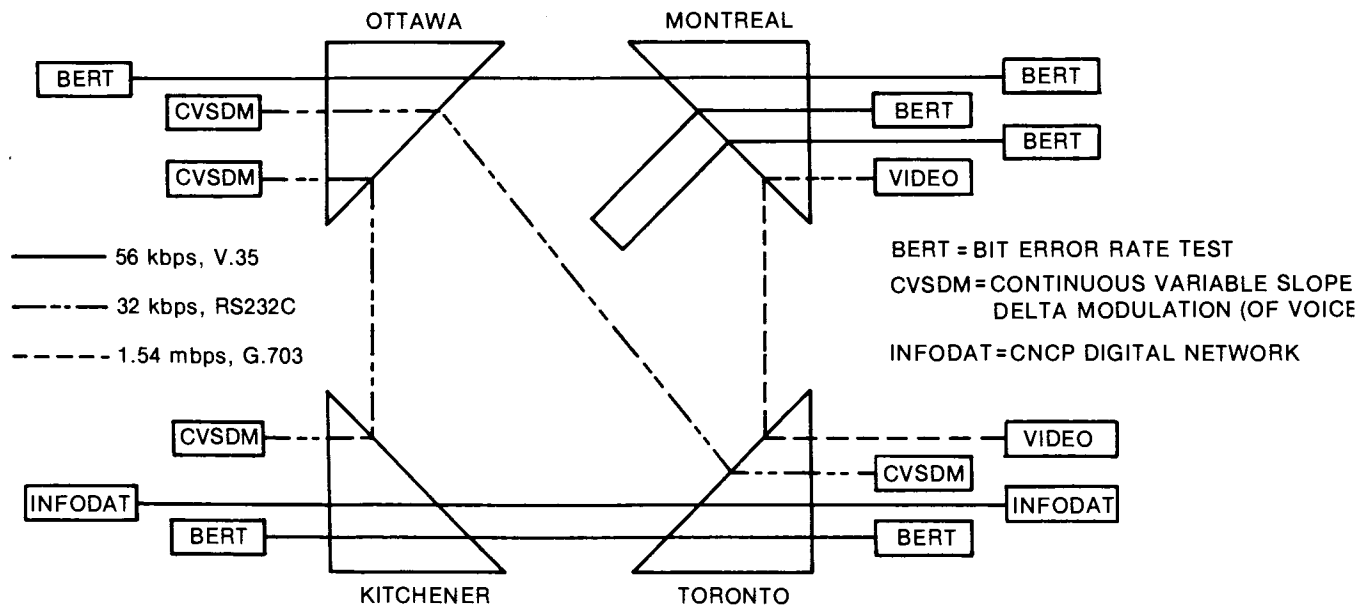 OTTAWA
MONTREAL
BERT
BERT
CVSDM
BERT
BERT
CVSDM
VIDEO
56 kbps, V.35
32 kbps, RS232C
1.54 mbps, G.703
BERT = BIT ERROR RATE TEST
CVSDM=CONTINUOUS VARIABLE SLOPE
DELTA MODULATION (OF VOICE
INFODAT=CNCP DIGITAL NETWORK
CVSDM
VIDEO
CVSDM
INFODAT
INFODAT
BERT
BERT
KITCHENER
TORONTO